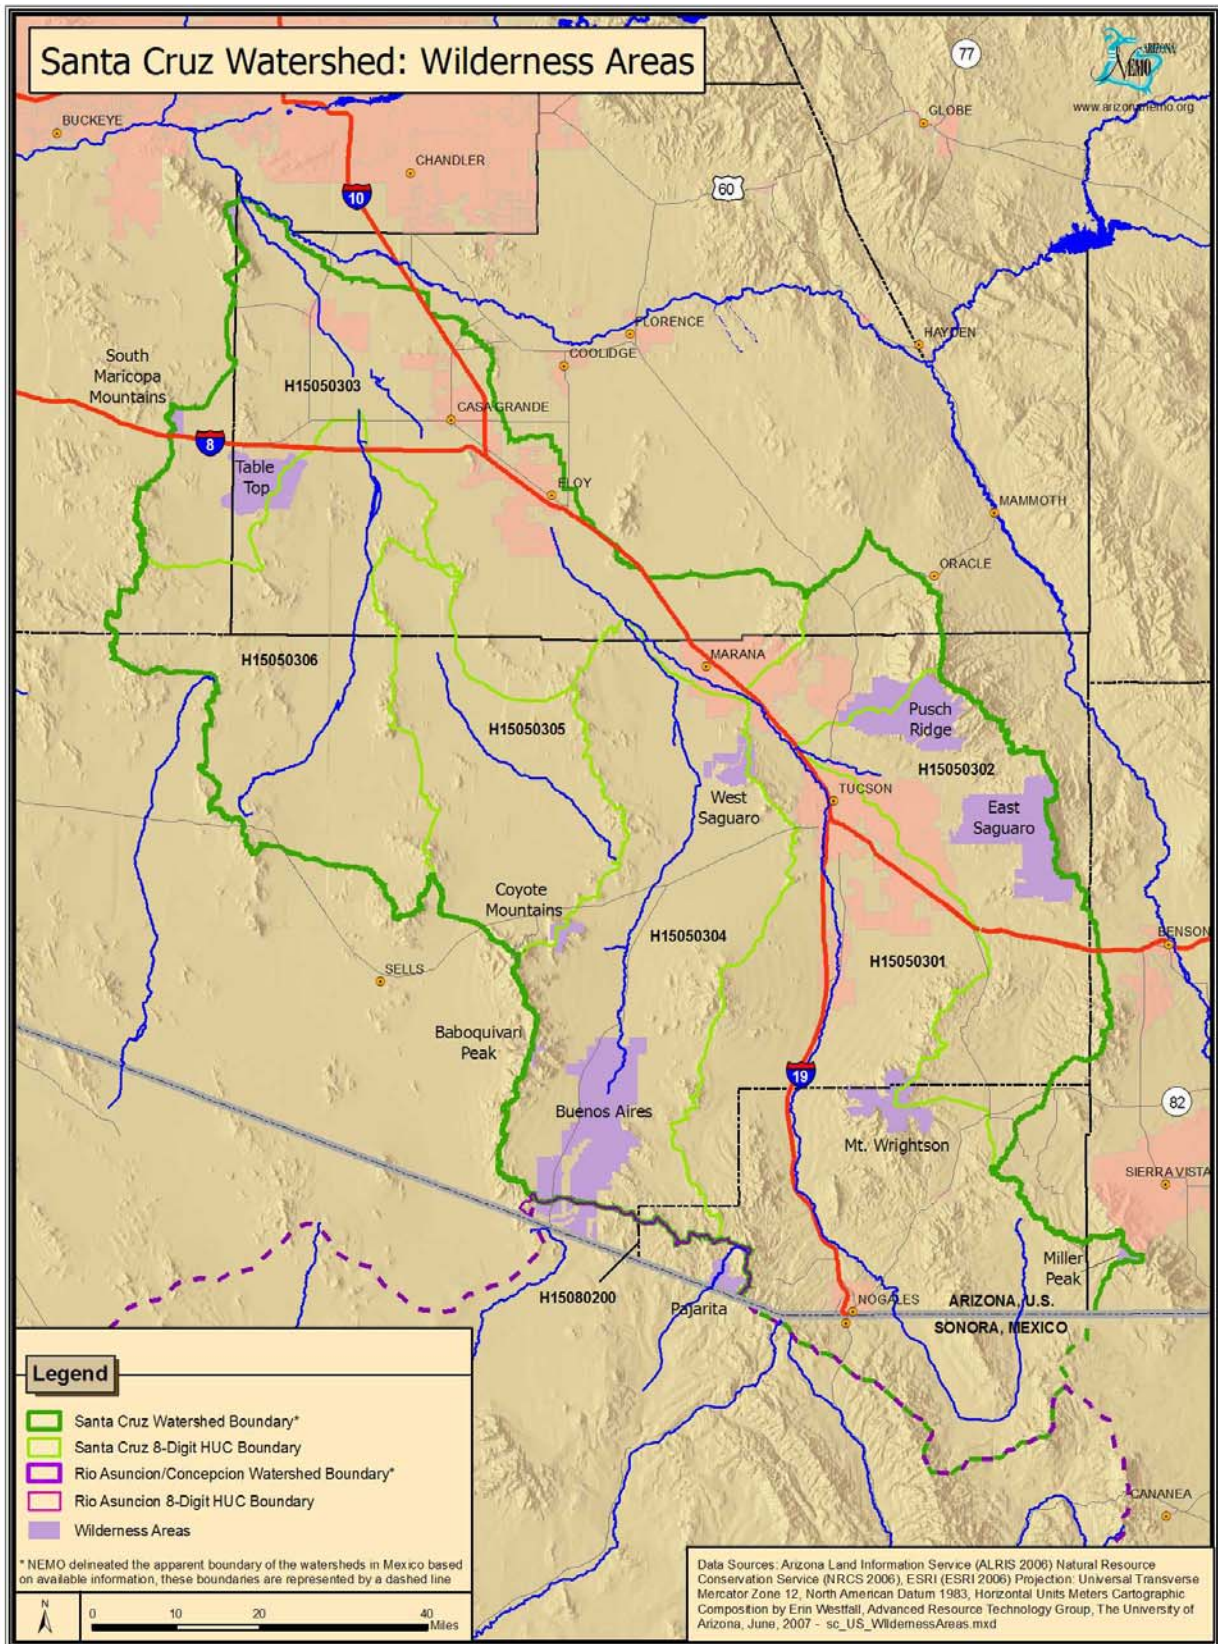 Santa Cruz Watershed: Wilderness Areas
ARIZONA
NEMO
www.arizonanemo.org
77
GLOBE
BUCKEYE
CHANDLER
10
60
FLORENCE
HAYDEN
COOLIDGE
South
Maricopa
Mountains
H15050303
CASA GRANDE
8
Table
Top
ELOY
MAMMOTH
ORACLE
H15050306
MARANA
Pusch
Ridge
H15050305
H15050302
West
Saguaro
TUCSON
East
Saguaro
Coyote
Mountains
H15050304
BENSON
H15050301
SELLS
Baboquivari
Peak
19
Buenos Aires
82
Mt. Wrightson
SIERRA VISTA
Miller
Peak
H15080200
Pajarita
NOGALES
ARIZONA, U.S.
SONORA, MEXICO
CANANEA
Legend
Santa Cruz Watershed Boundary*
Santa Cruz 8-Digit HUC Boundary
Rio Asuncion/Concepcion Watershed Boundary*
Rio Asuncion 8-Digit HUC Boundary
Wilderness Areas
* NEMO delineated the apparent boundary of the watersheds in Mexico based
on available information, these boundaries are represented by a dashed line
N
0 10 20 40
Miles
Data Sources: Arizona Land Information Service (ALRIS 2006) Natural Resource
Conservation Service (NRCS 2006), ESRI (ESRI 2006) Projection: Universal Transverse
Mercator Zone 12, North American Datum 1983, Horizontal Units Meters Cartographic
Composition by Erin Westfall, Advanced Resource Technology Group, The University of
Arizona, June, 2007 - sc_US_WildernessAreas.mxd